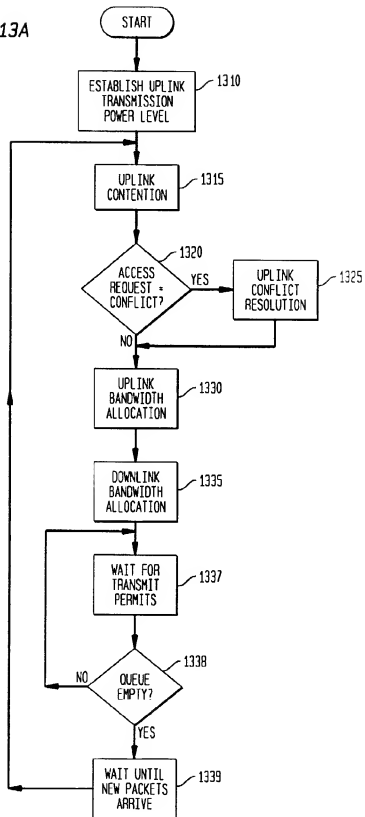 13A
START
ESTABLISH UPLINK
TRANSMISSION
POWER LEVEL
1310
UPLINK
CONTENTION
1315
1320
ACCESS
REQUEST =
CONFLICT?
YES
UPLINK
CONFLICT
RESOLUTION
1325
NO
UPLINK
BANDWIDTH
ALLOCATION
1330
DOWNLINK
BANDWIDTH
ALLOCATION
1335
WAIT FOR
TRANSMIT
PERMITS
1337
1338
QUEUE
EMPTY?
NO
YES
WAIT UNTIL
NEW PACKETS
ARRIVE
1339